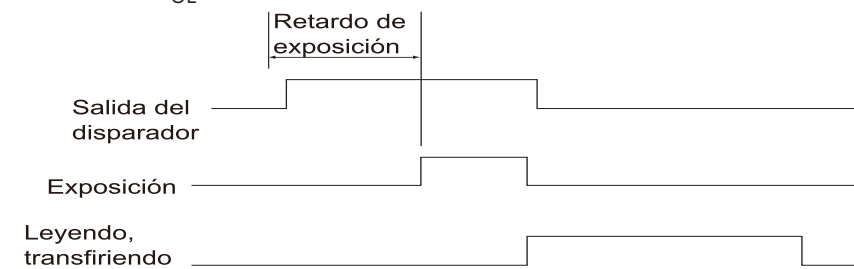 Retardo de
exposición
Salida del
disparador
Exposición
Leyendo,
transfiriendo